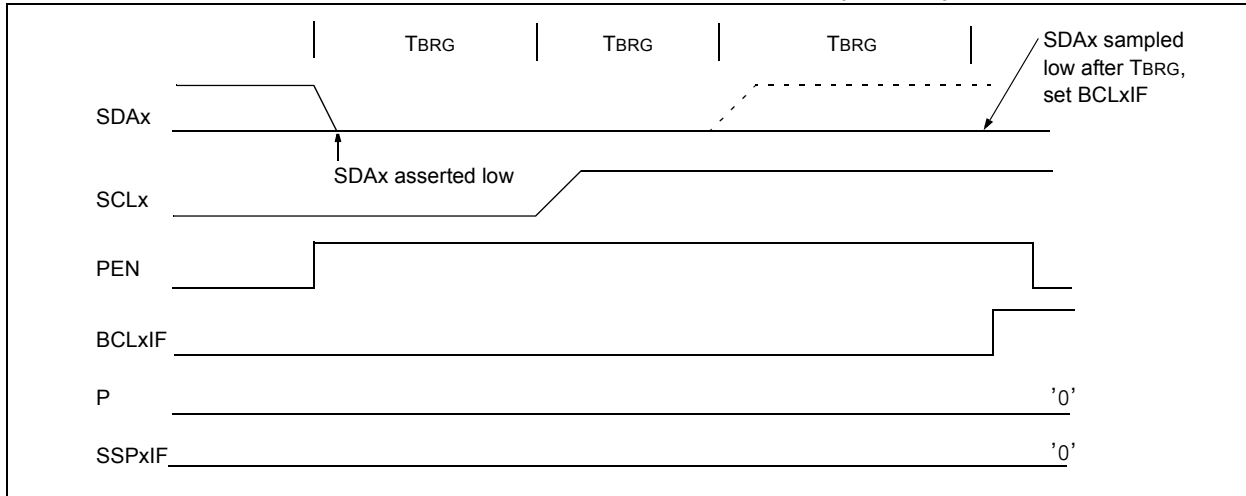 TBRG TBRG TBRG
SDAx sampled
low after TBRG,
set BCLxIF
SDAx
SDAx asserted low
SCLx
PEN
BCLxIF
P '0'
SSPxIF '0'